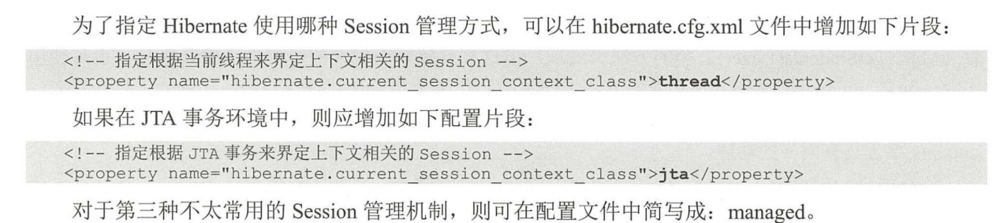 为了指定 Hibernate 使用哪种 Session 管理方式，可以在 hibernate.cfg.xml 文件中增加如下片段：
<!-- 指定根据当前线程来界定上下文相关的 Session -->
<property name="hibernate.current_session_context_class">thread</property>
如果在 JTA 事务环境中，则应增加如下配置片段：
<!-- 指定根据 JTA 事务来界定上下文相关的 Session -->
<property name="hibernate.current_session_context_class">jta</property>
对于第三种不太常用的 Session 管理机制，则可在配置文件中简写成：managed。